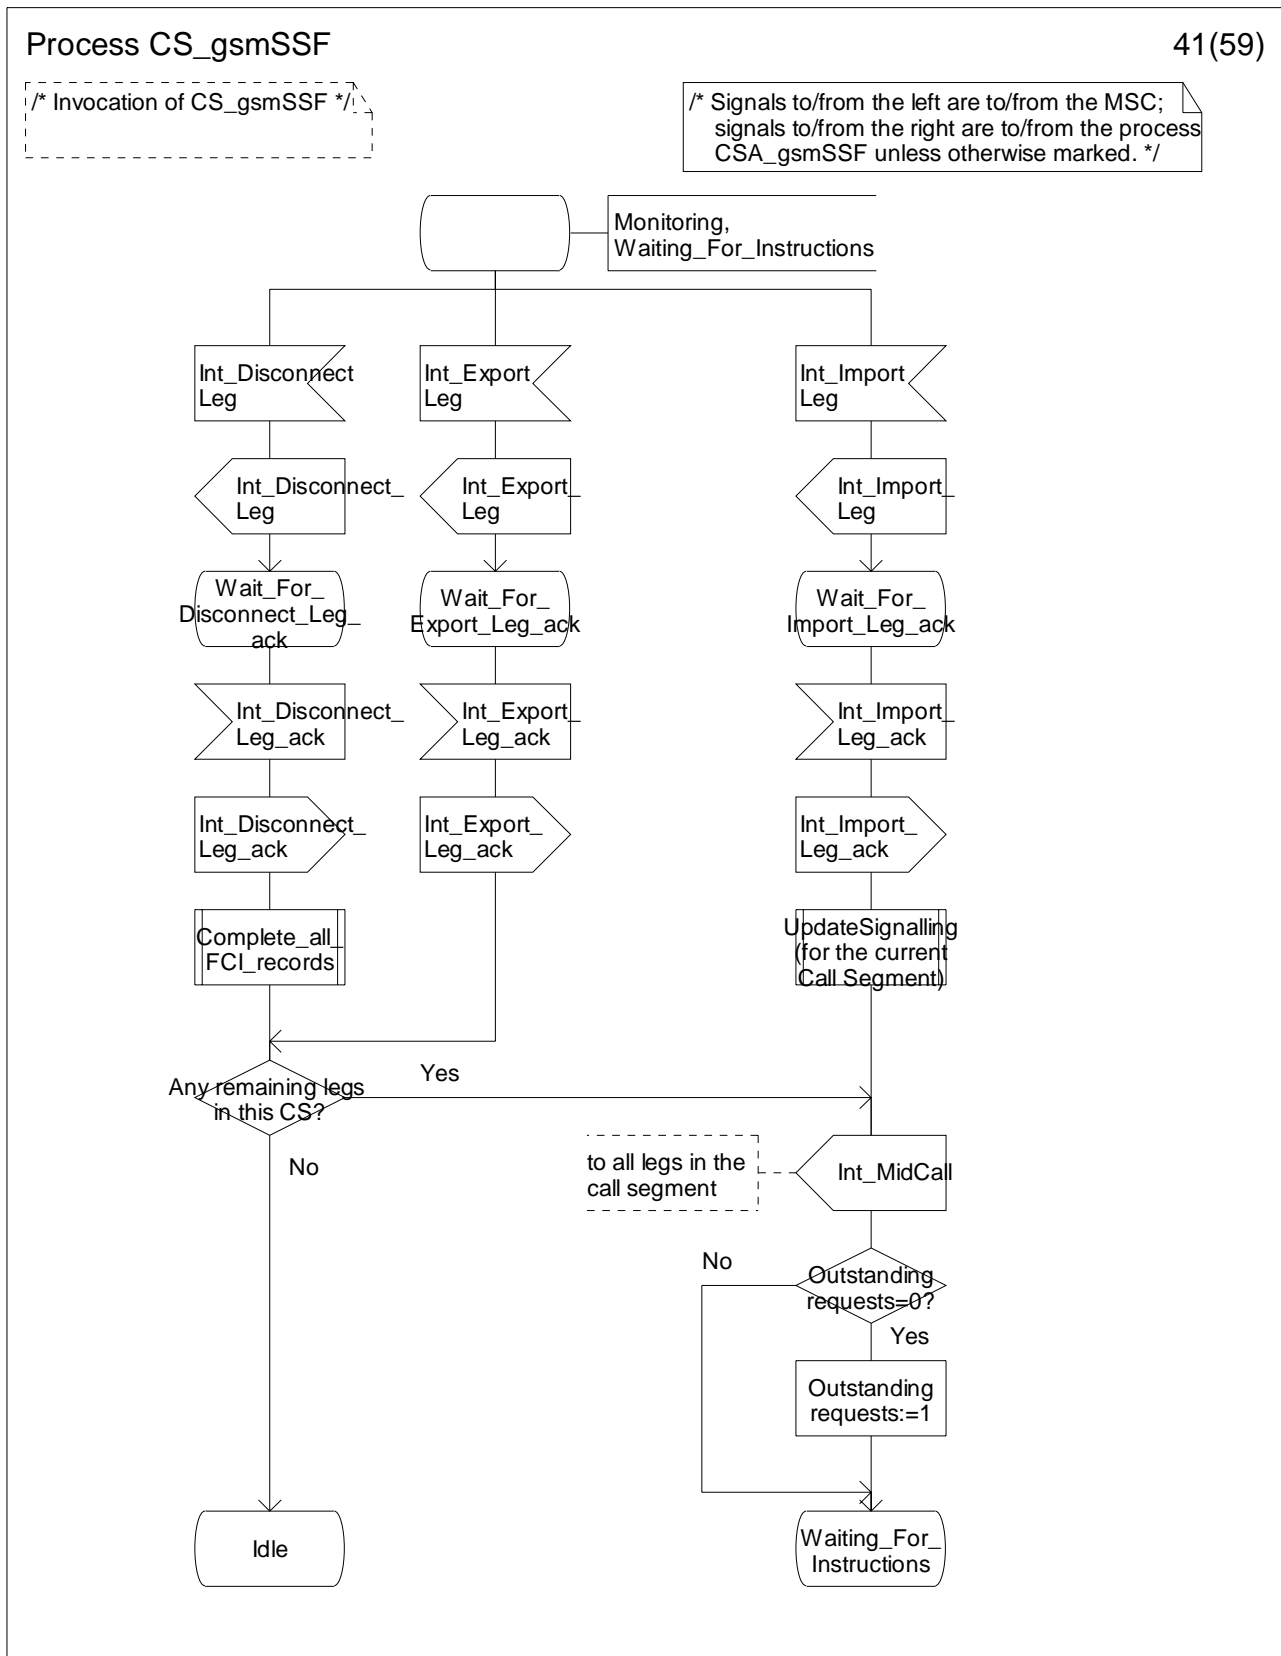 Process CS_gsmSSF
41(59)
/* Invocation of CS_gsmSSF */
/* Signals to/from the left are to/from the MSC;
signals to/from the right are to/from the process
CSA_gsmSSF unless otherwise marked. */
Monitoring,
Waiting_For_Instructions
Int_Disconnect
Leg
Int_Export
Leg
Int_Import
Leg
Int_Disconnect_
Leg
Int_Export_
Leg
Int_Import_
Leg
Wait_For_
Disconnect_Leg_
ack
Wait_For_
Export_Leg_ack
Wait_For_
Import_Leg_ack
Int_Disconnect_
Leg_ack
Int_Export_
Leg_ack
Int_Import_
Leg_ack
Int_Disconnect_
Leg_ack
Int_Export_
Leg_ack
Int_Import_
Leg_ack
Complete_all_
FCI_records
UpdateSignalling
(for the current
Call Segment)
Any remaining legs
in this CS?
Yes
No
to all legs in the
call segment
Int_MidCall
No
Outstanding
requests=0?
Yes
Outstanding
requests:=1
Idle
Waiting_For_
Instructions